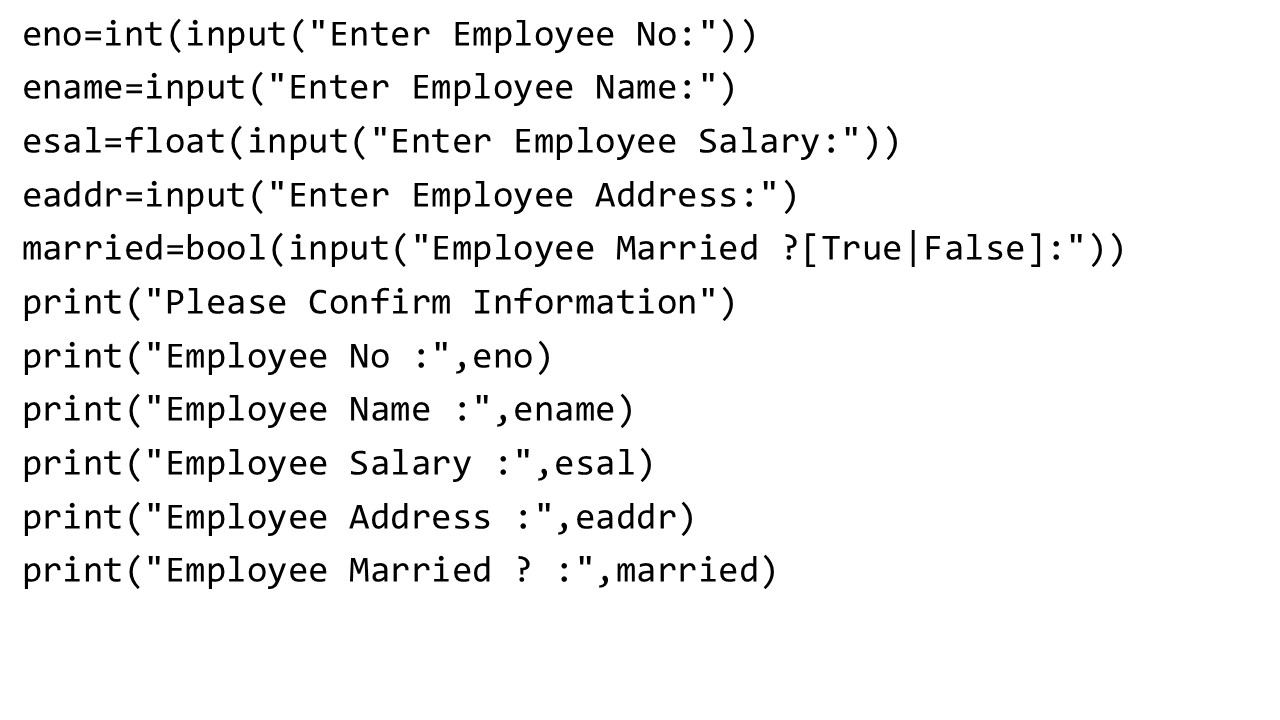 eno=int(input("Enter Employee No:"))
ename=input("Enter Employee Name:")
esal=float(input("Enter Employee Salary:"))
eaddr=input("Enter Employee Address:")
married=bool(input("Employee Married ?[True|False]:"))
print("Please Confirm Information")
print("Employee No :",eno)
print("Employee Name :",ename)
print("Employee Salary :",esal)
print("Employee Address :",eaddr)
print("Employee Married ? :",married)